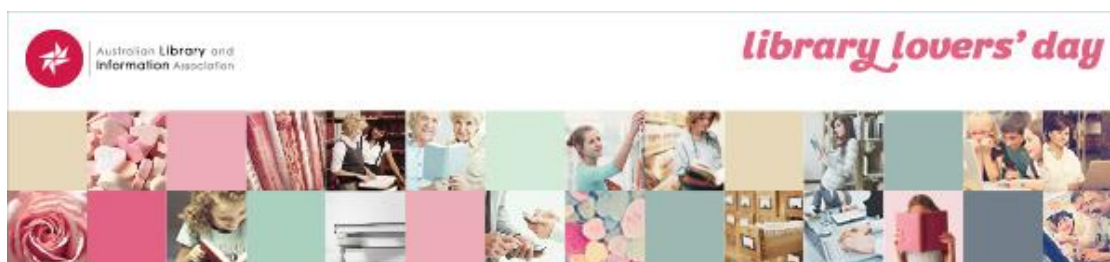 Australian Library and
Information Association
library lovers' day